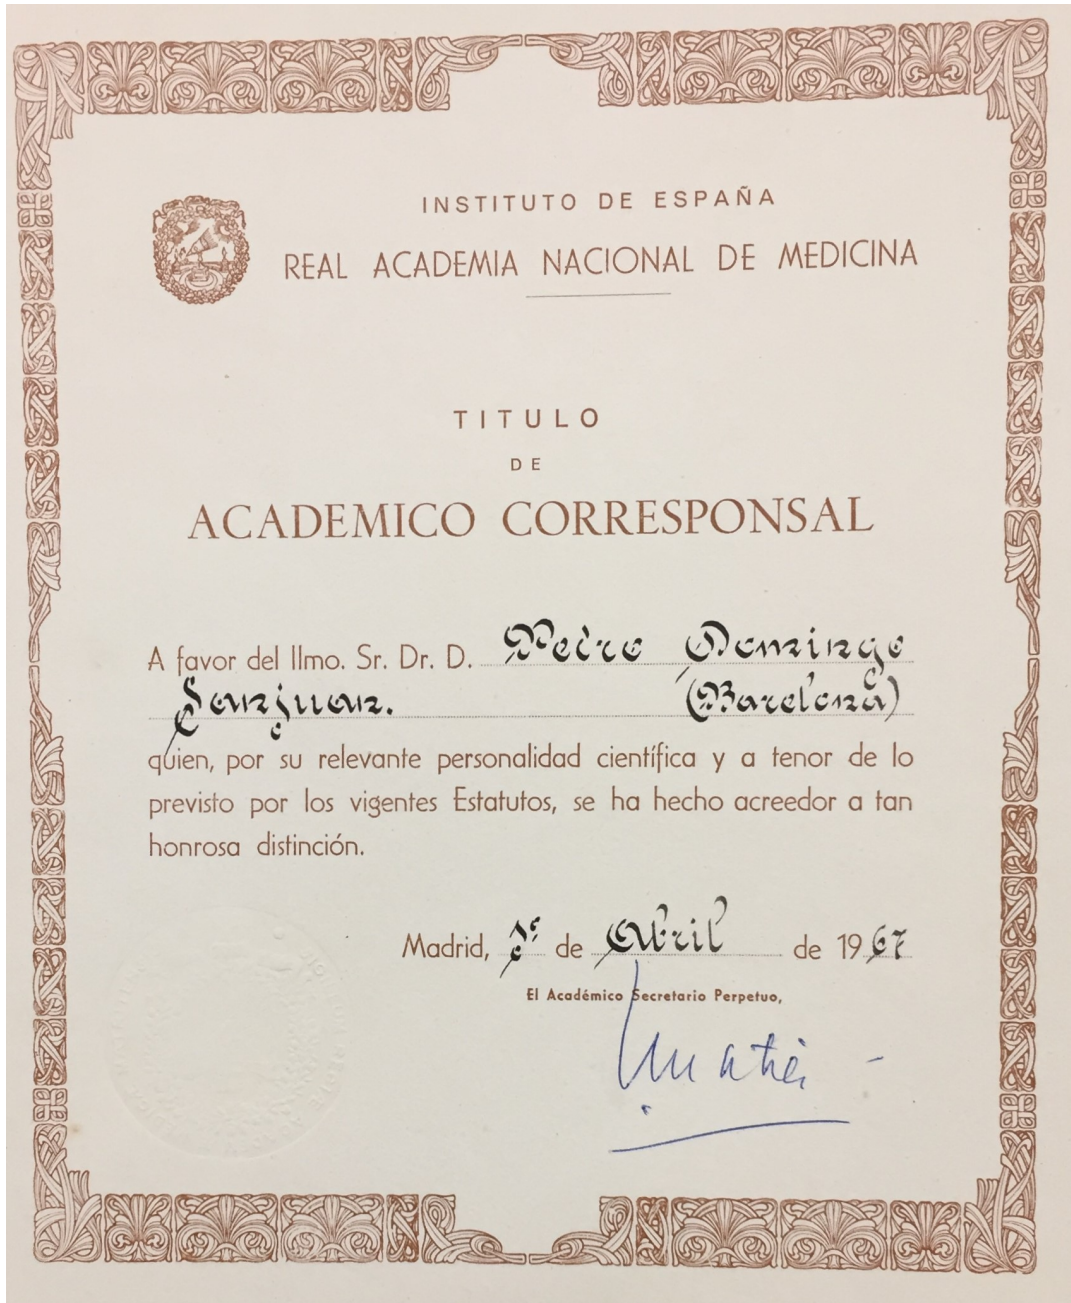 INSTITUTO DE ESPAÑA
REAL ACADEMIA NACIONAL DE MEDICINA
TITULO
DE
ACADEMICO CORRESPONSAL
A favor del Ilmo. Sr. Dr. D. Pedro Domingo
Sanjuan. (Barcelona)
quien, por su relevante personalidad científica y a tenor de lo
previsto por los vigentes Estatutos, se ha hecho acreedor a tan
honrosa distinción.
Madrid, 1º de Abril de 1967
El Académico Secretario Perpetuo,